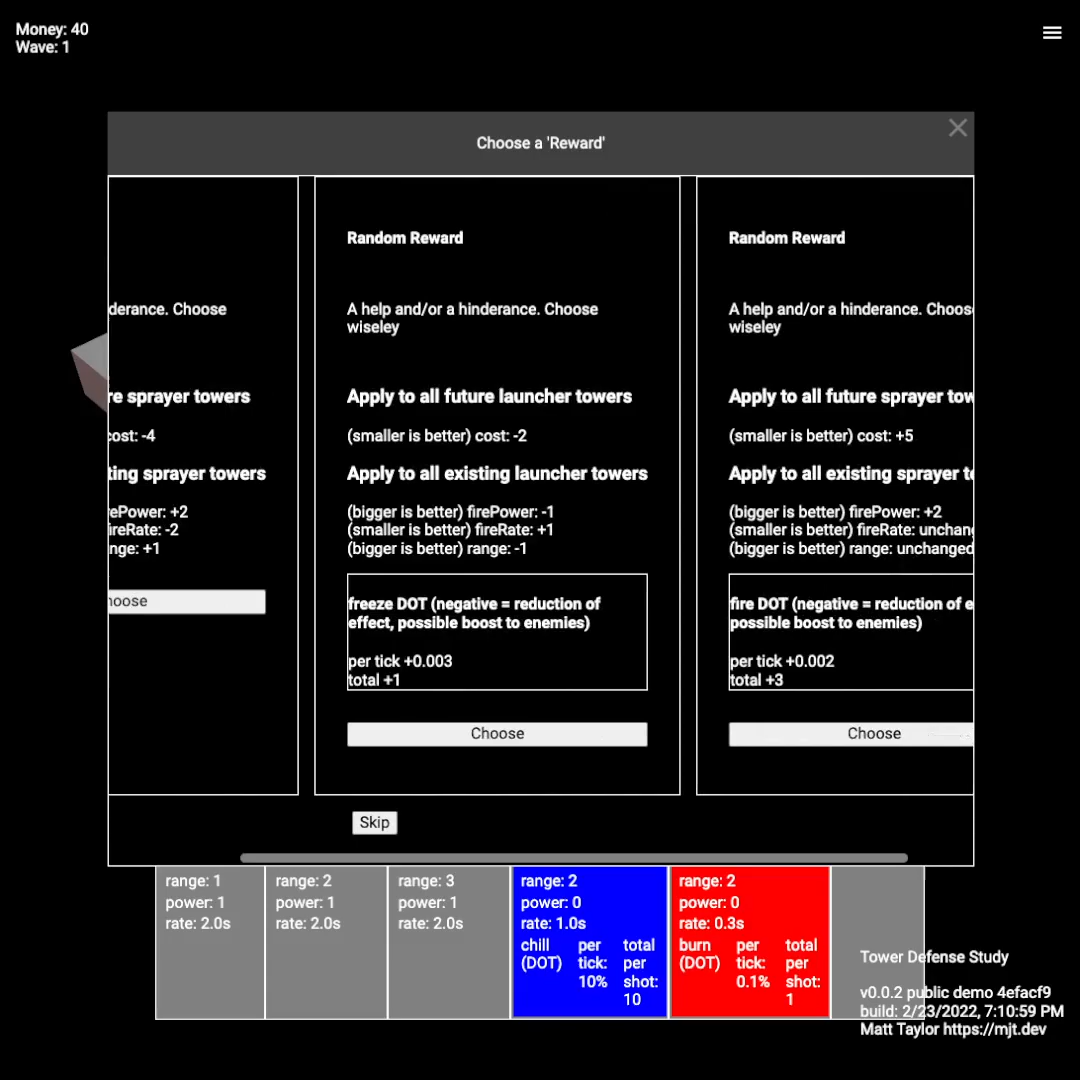 Money: 40
Wave: 1
Choose a 'Reward'
derance. Choose
re sprayer towers
cost: -4
ting sprayer towers
rePower: +2
ireRate: -2
nge: +1
hoose
Random Reward
A help and/or a hinderance. Choose
wiseley
Apply to all future launcher towers
(smaller is better) cost: -2
Apply to all existing launcher towers
(bigger is better) firePower: -1
(smaller is better) fireRate: +1
(bigger is better) range: -1
freeze DOT (negative = reduction of
effect, possible boost to enemies)
per tick +0.003
total +1
Choose
Random Reward
A help and/or a hinderance. Choose
wiseley
Apply to all future sprayer tow
(smaller is better) cost: +5
Apply to all existing sprayer to
(bigger is better) firePower: +2
(smaller is better) fireRate: unchang
(bigger is better) range: unchanged
fire DOT (negative = reduction of e
possible boost to enemies)
per tick +0.002
total +3
Choose
Skip
range: 1
power: 1
rate: 2.0s
range: 2
power: 1
rate: 2.0s
range: 3
power: 1
rate: 2.0s
range: 2
power: 0
rate: 1.0s
chill
(DOT)
per
tick:
10%
total
per
shot:
10
range: 2
power: 0
rate: 0.3s
burn
(DOT)
per
tick:
0.1%
total
per
shot:
1
Tower Defense Study
v0.0.2 public demo 4efacf9
build: 2/23/2022, 7:10:59 PM
Matt Taylor https://mjt.dev